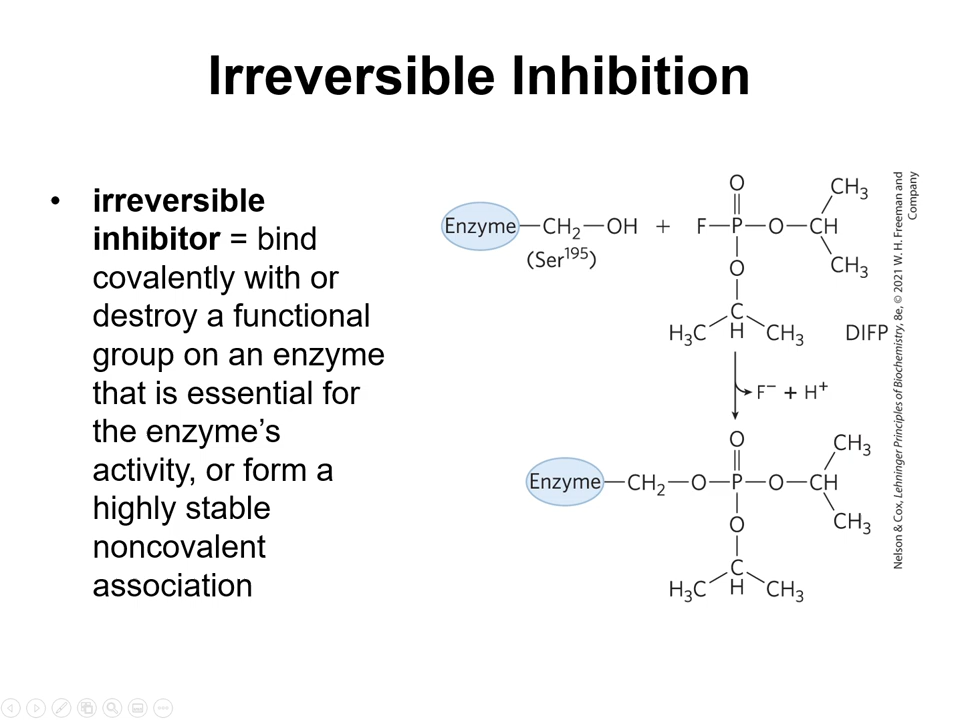 Irreversible Inhibition
• irreversible
inhibitor = bind
covalently with or
destroy a functional
group on an enzyme
that is essential for
the enzyme’s
activity, or form a
highly stable
noncovalent
association
O
CH₃
Enzyme—CH₂—OH + F—P—O—CH
(Ser¹⁹⁵)
O
CH₃
C
H₃C H CH₃ DIFP
F⁻ + H⁺
O
CH₃
Enzyme—CH₂—O—P—O—CH
O
CH₃
C
H₃C H CH₃
Nelson & Cox, Lehninger Principles of Biochemistry, 8e, © 2021 W. H. Freeman and
Company